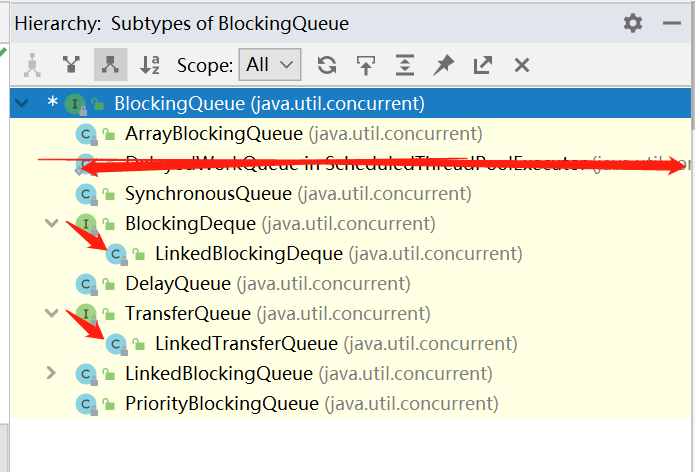 Hierarchy: Subtypes of BlockingQueue
Scope: All
* BlockingQueue (java.util.concurrent)
ArrayBlockingQueue (java.util.concurrent)
DelayedWorkQueue in ScheduledThreadPoolExecutor (java.util.con
SynchronousQueue (java.util.concurrent)
BlockingDeque (java.util.concurrent)
LinkedBlockingDeque (java.util.concurrent)
DelayQueue (java.util.concurrent)
TransferQueue (java.util.concurrent)
LinkedTransferQueue (java.util.concurrent)
LinkedBlockingQueue (java.util.concurrent)
PriorityBlockingQueue (java.util.concurrent)